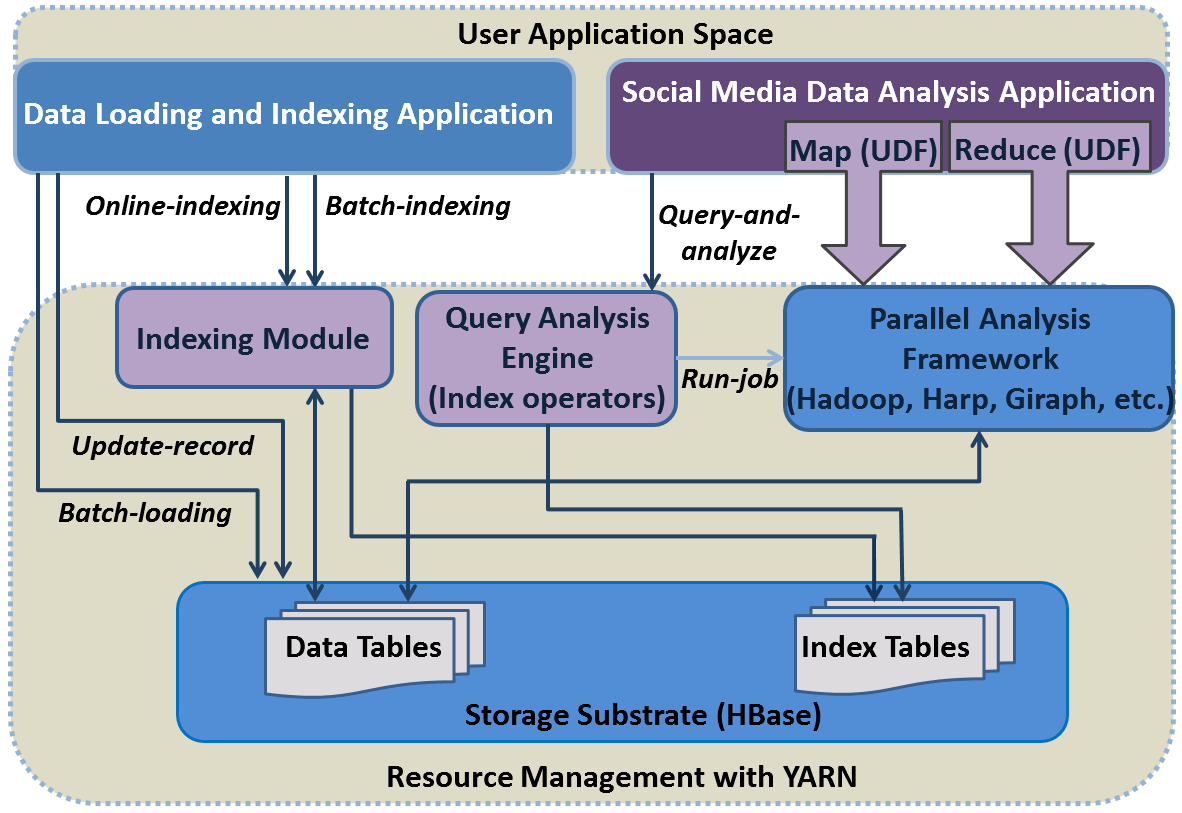 User Application Space
Data Loading and Indexing Application
Social Media Data Analysis Application
Map (UDF)
Reduce (UDF)
Online-indexing
Batch-indexing
Query-and-
analyze
Indexing Module
Query Analysis
Engine
(Index operators)
Run-job
Parallel Analysis
Framework
(Hadoop, Harp, Giraph, etc.)
Update-record
Batch-loading
Data Tables
Index Tables
Storage Substrate (HBase)
Resource Management with YARN